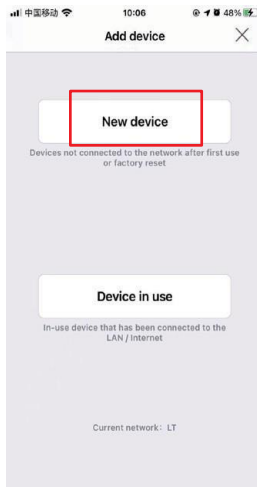 中国移动 10:06 48%
Add device
New device
Devices not connected to the network after first use
or factory reset
Device in use
In-use device that has been connected to the
LAN / Internet
Current network: LT